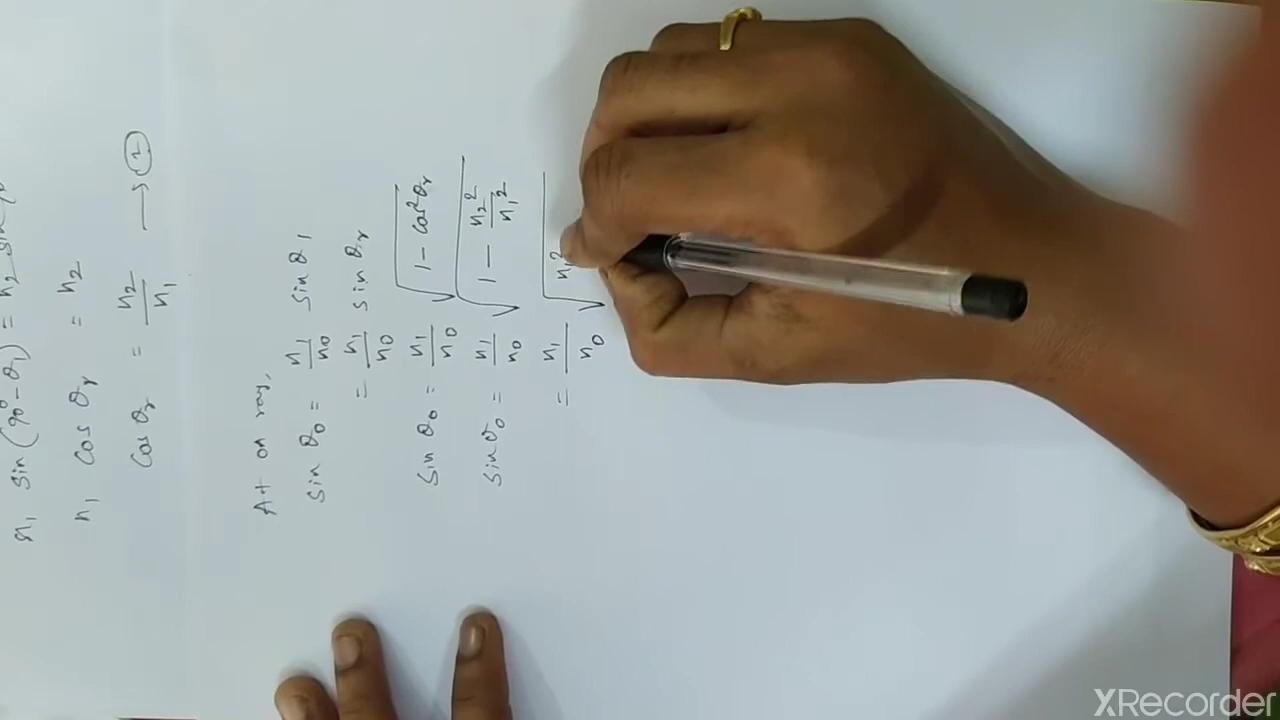 n₁ sin (90° - θ₁) = n₂
n₁ cos θᵣ = n₂
cos θᵣ = n₂/n₁ → ②
At on ray,
sin θ₀ = n₁/n₀ sin θ₁
= n₁/n₀ sin θᵣ
sin θ₀ = n₁/n₀ √(1 - cos²θᵣ)
sin θ₀ = n₁/n₀ √(1 - n₂²/n₁²)
= n₁/n₀ √(n₁²
XRecorder